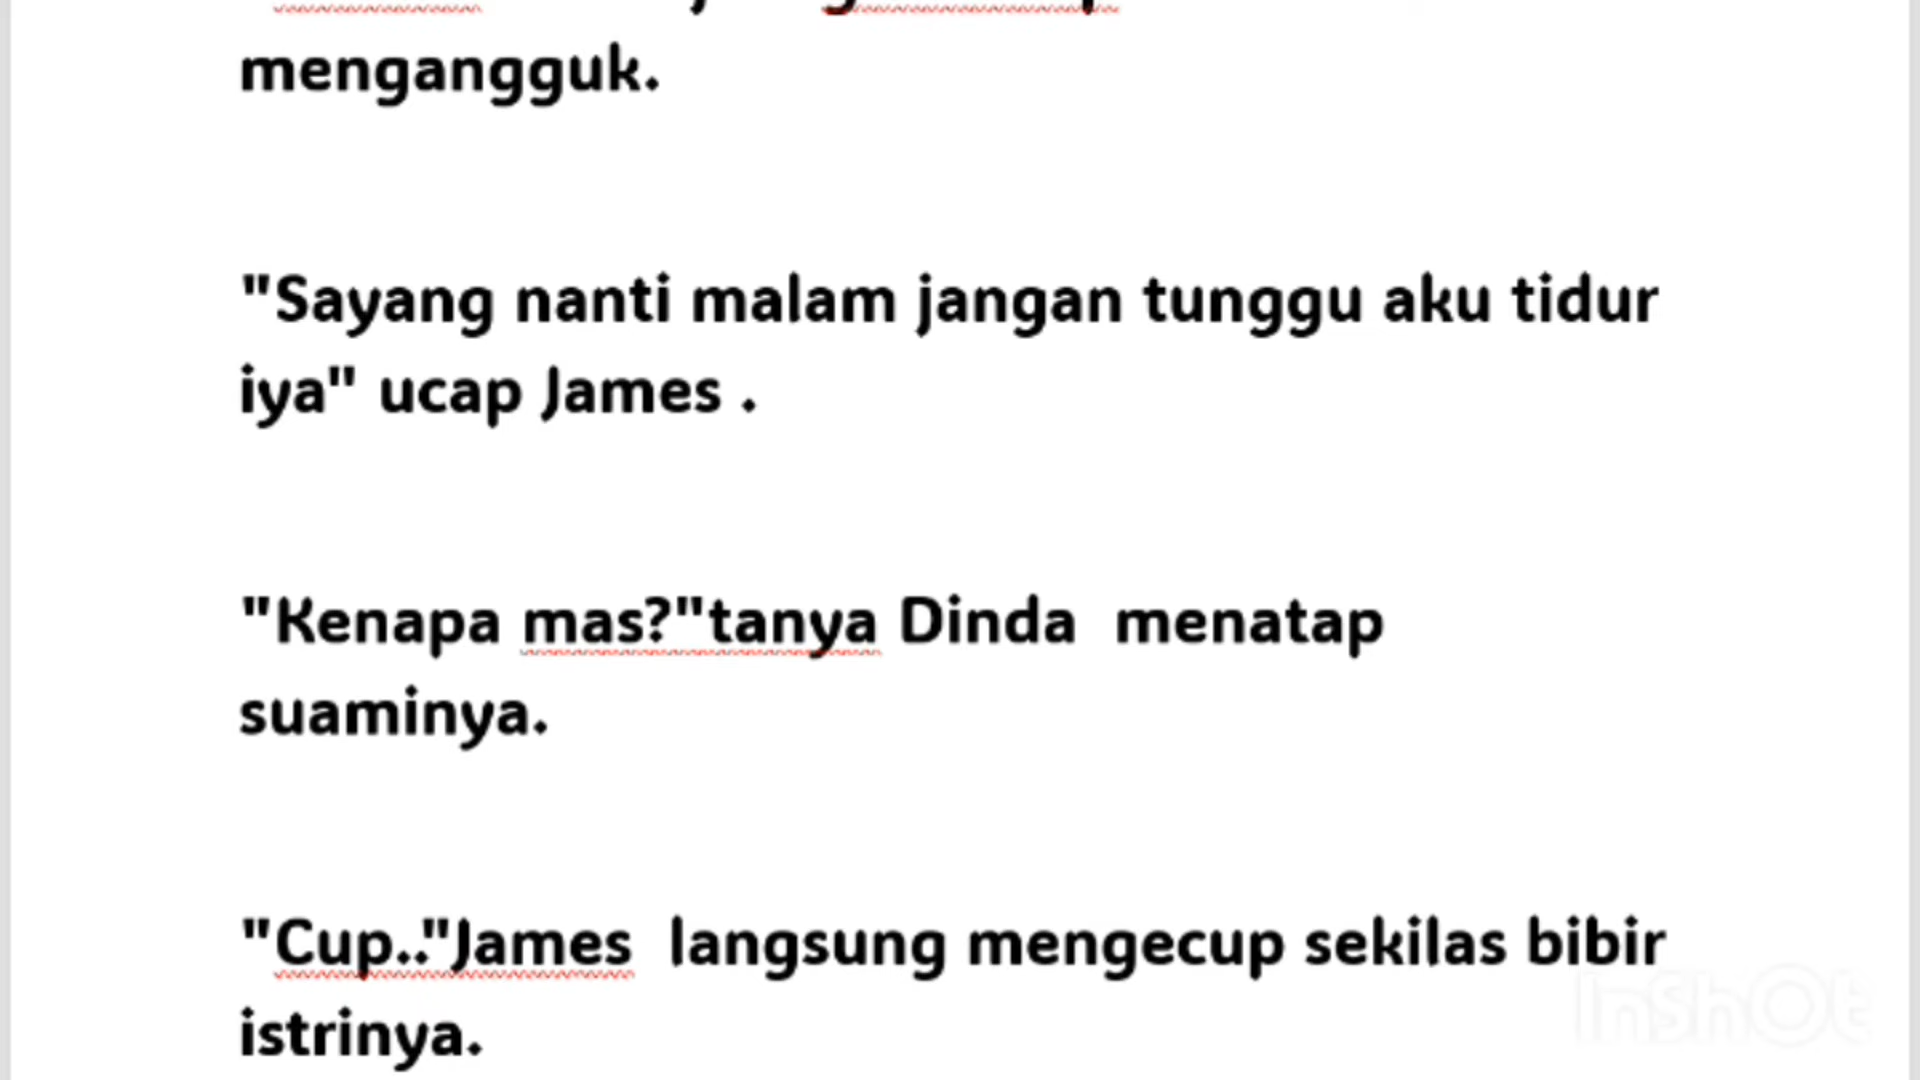 mengangguk.
"Sayang nanti malam jangan tunggu aku tidur
iya" ucap James .
"Kenapa mas?"tanya Dinda  menatap
suaminya.
"Cup.."James  langsung mengecup sekilas bibir
istrinya.
InShOt